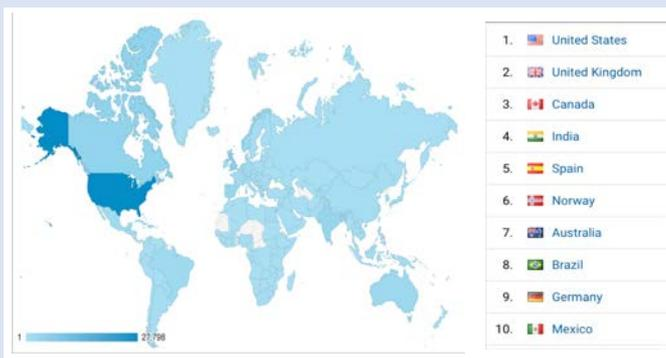 1. United States
2. United Kingdom
3. Canada
4. India
5. Spain
6. Norway
7. Australia
8. Brazil
9. Germany
10. Mexico
1 27,798